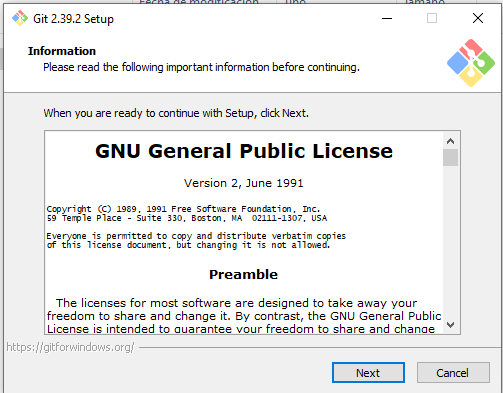 Git 2.39.2 Setup
Information
Please read the following important information before continuing.
When you are ready to continue with Setup, click Next.
GNU General Public License
Version 2, June 1991
Copyright (C) 1989, 1991 Free Software Foundation, Inc.
59 Temple Place - Suite 330, Boston, MA  02111-1307, USA
Everyone is permitted to copy and distribute verbatim copies
of this license document, but changing it is not allowed.
Preamble
The licenses for most software are designed to take away your
freedom to share and change it. By contrast, the GNU General Public
License is intended to guarantee your freedom to share and change
https://gitforwindows.org/
Next
Cancel